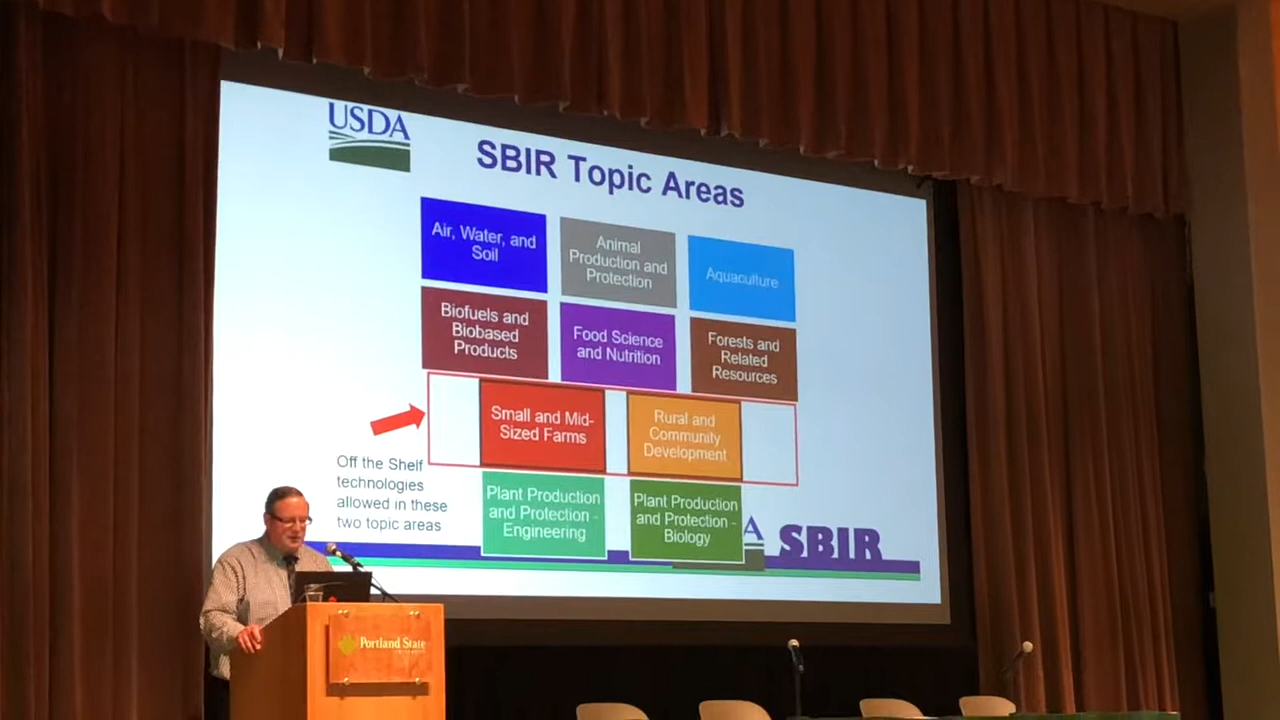 USDA
SBIR Topic Areas
Air, Water, and
Soil
Animal
Production and
Protection
Aquaculture
Biofuels and
Biobased
Products
Food Science
and Nutrition
Forests and
Related
Resources
Small and Mid-
Sized Farms
Rural and
Community
Development
Off the Shelf
technologies
allowed in these
two topic areas
Plant Production
and Protection -
Engineering
Plant Production
and Protection -
Biology
A
SBIR
Portland State